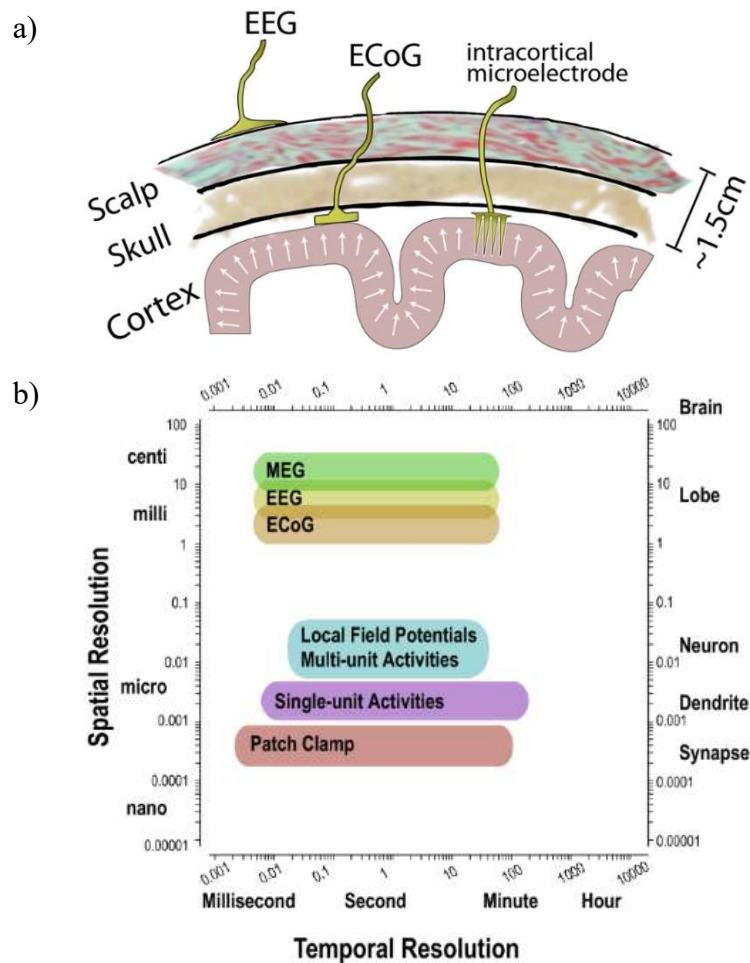 a)
EEG
ECoG
intracortical
microelectrode
Scalp
Skull
Cortex
~1.5cm
b)
0.001 0.01 0.1 1 10 100 1000 10000
Brain
centi
milli
micro
nano
Spatial Resolution
100
10
1
0.1
0.01
0.001
0.0001
0.00001
MEG
EEG
ECoG
Local Field Potentials
Multi-unit Activities
Single-unit Activities
Patch Clamp
100
10
1
0.1
0.01
0.001
0.0001
0.00001
Lobe
Neuron
Dendrite
Synapse
0.001 0.01 0.1 1 10 100 1000 10000
Millisecond Second Minute Hour
Temporal Resolution